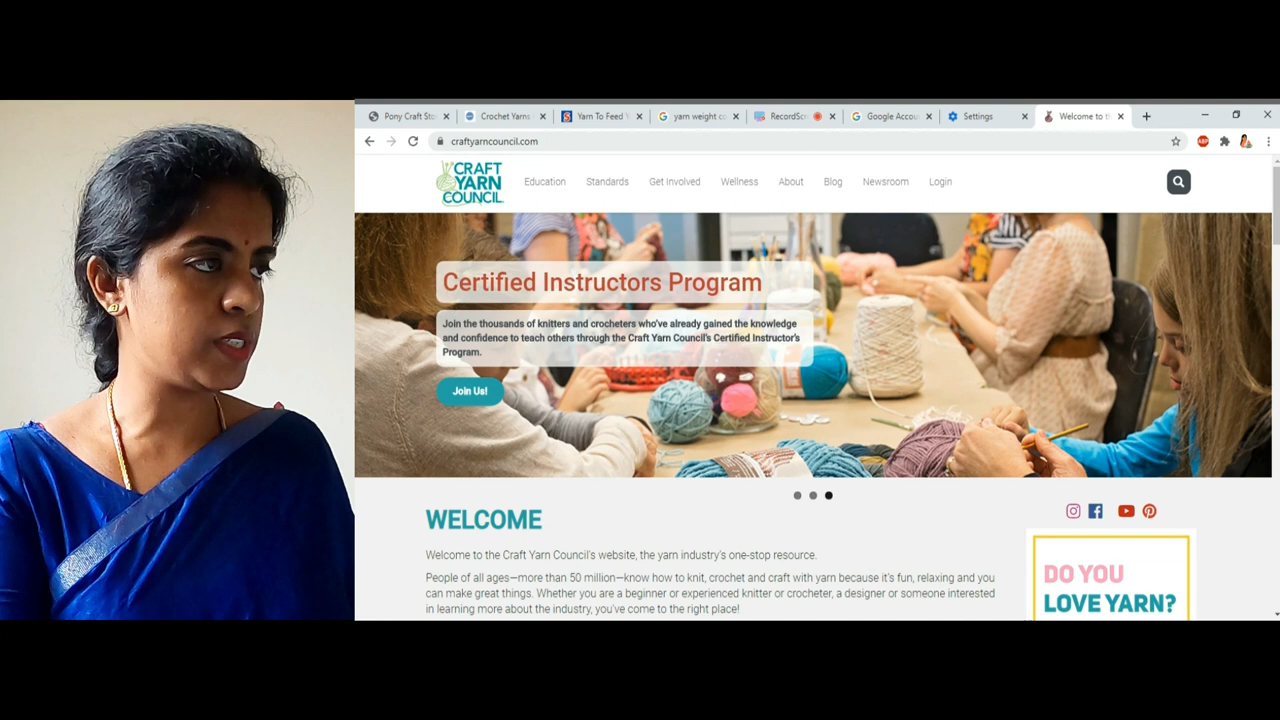 Pony Craft Sto
Crochet Yarns
Yarn To Feed
yarn weight c
RecordScr
Google Accou
Settings
Welcome to t
craftyarncouncil.com
ABP
CRAFT
YARN
COUNCIL
Education
Standards
Get Involved
Wellness
About
Blog
Newsroom
Login
Certified Instructors Program
Join the thousands of knitters and crocheters who've already gained the knowledge
and confidence to teach others through the Craft Yarn Council's Certified Instructor's
Program.
Join Us!
WELCOME
Welcome to the Craft Yarn Council's website, the yarn industry's one-stop resource.
People of all ages—more than 50 million—know how to knit, crochet and craft with yarn because it's fun, relaxing and you
can make great things. Whether you are a beginner or experienced knitter or crocheter, a designer or someone interested
in learning more about the industry, you've come to the right place!
DO YOU
LOVE YARN?